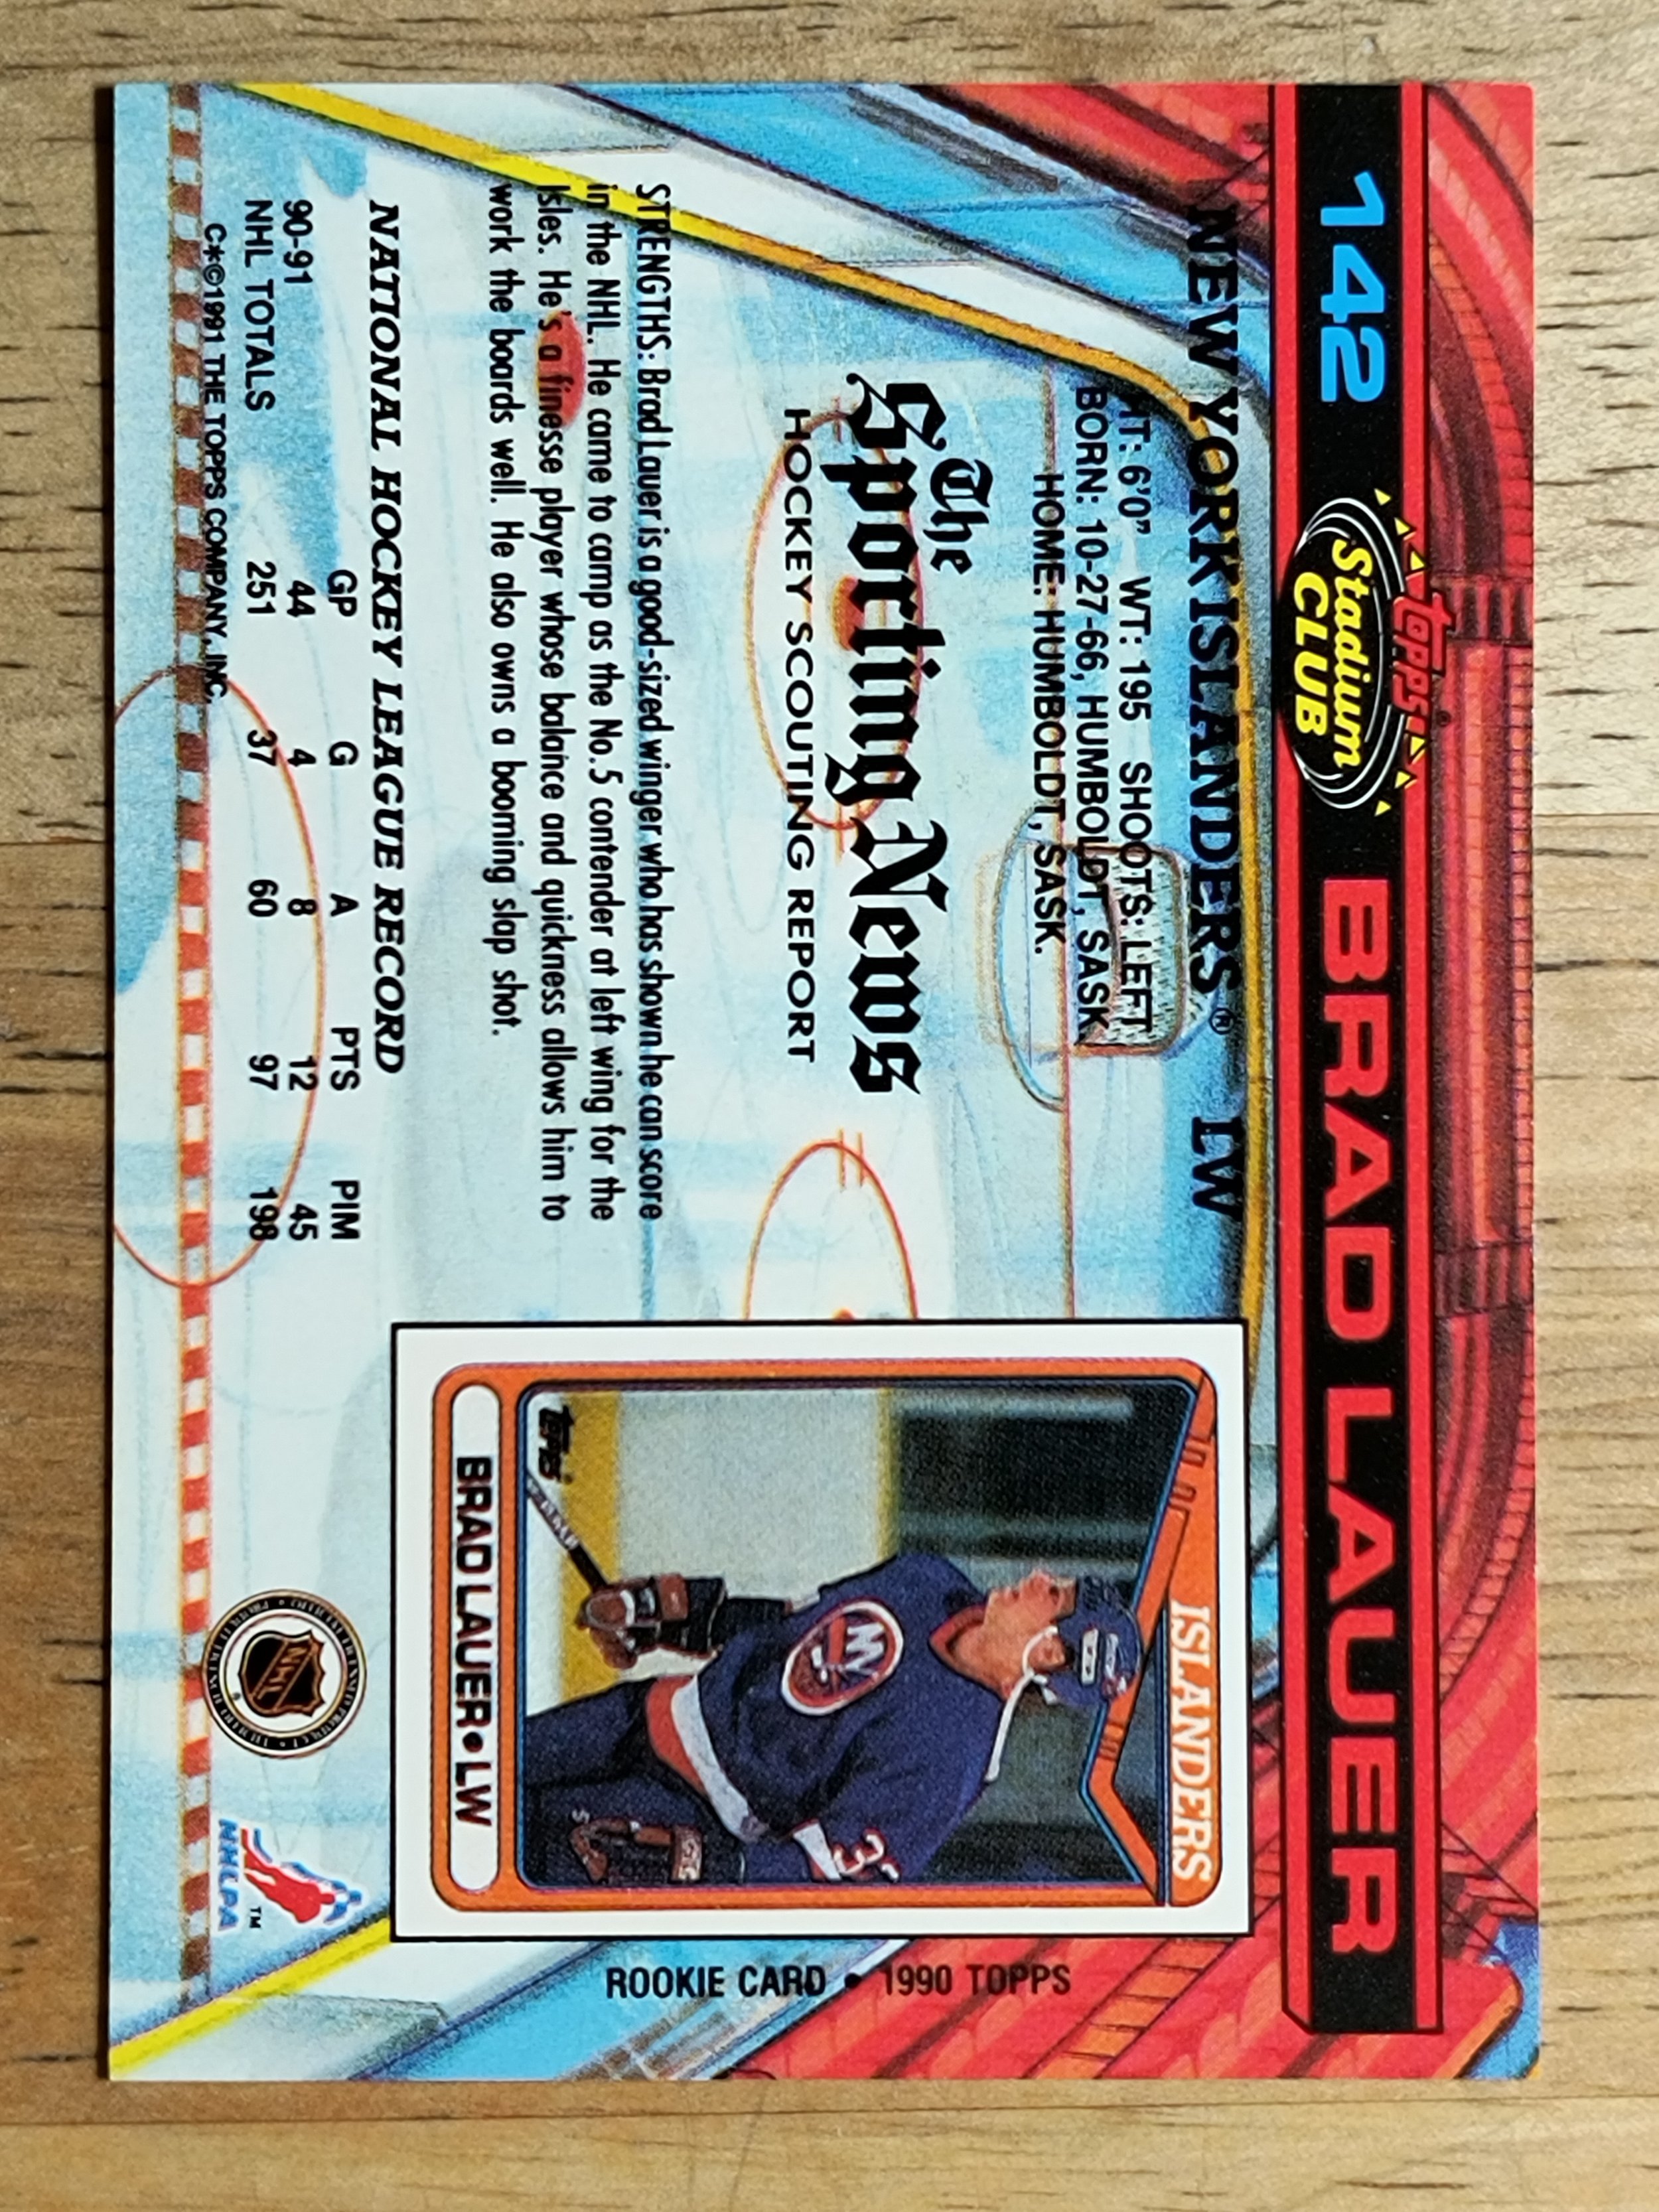 142
topps®
Stadium
CLUB
BRAD LAUER
NEW YORK ISLANDERS® LW
HT: 6'0" WT: 195 SHOOTS: LEFT
BORN: 10-27-66, HUMBOLDT, SASK.
HOME: HUMBOLDT, SASK.
The
Sporting News
HOCKEY SCOUTING REPORT
STRENGTHS: Brad Lauer is a good-sized winger who has shown he can score
in the NHL. He came to camp as the No. 5 contender at left wing for the
Isles. He's a finesse player whose balance and quickness allows him to
work the boards well. He also owns a booming slap shot.
NATIONAL HOCKEY LEAGUE RECORD
GP G A PTS PIM
90-91 44 4 8 12 45
NHL TOTALS 251 37 60 97 198
C*©1991 THE TOPPS COMPANY, INC.
ISLANDERS
NY
3
topps
BRAD LAUER • LW
ROOKIE CARD • 1990 TOPPS
NHL
NHLPA™